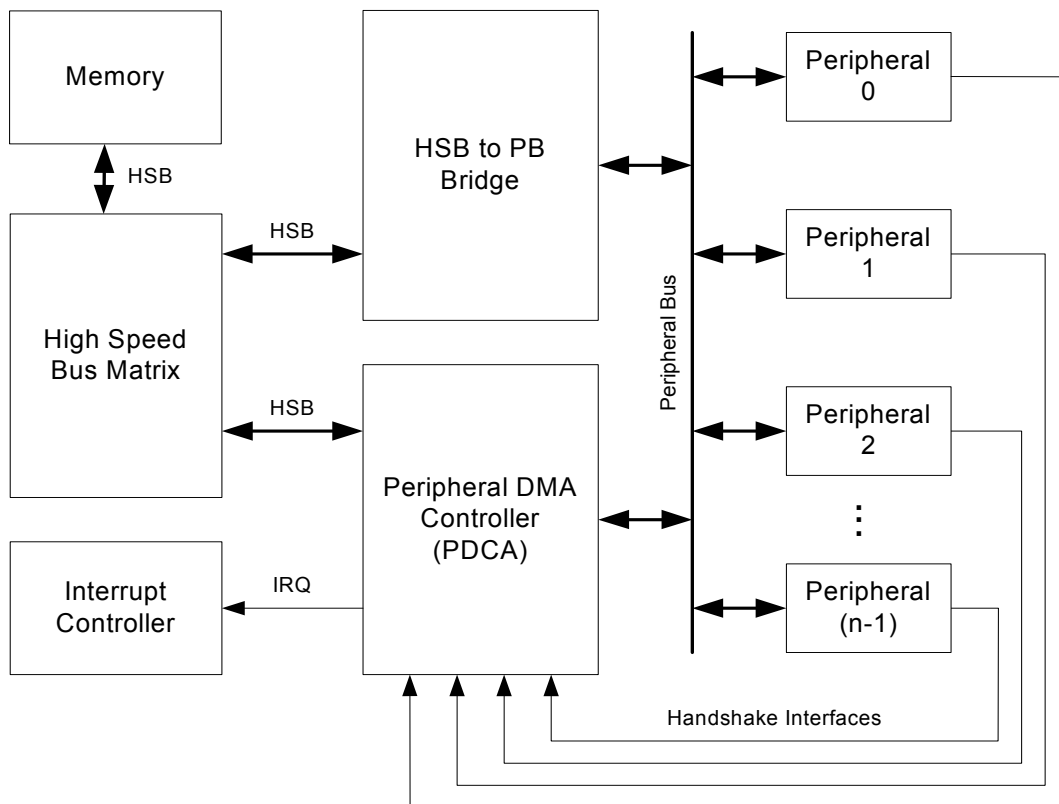 Memory
HSB
High Speed
Bus Matrix
HSB
HSB to PB
Bridge
HSB
Peripheral DMA
Controller
(PDCA)
IRQ
Interrupt
Controller
Peripheral Bus
Peripheral
0
Peripheral
1
Peripheral
2
Peripheral
(n-1)
Handshake Interfaces